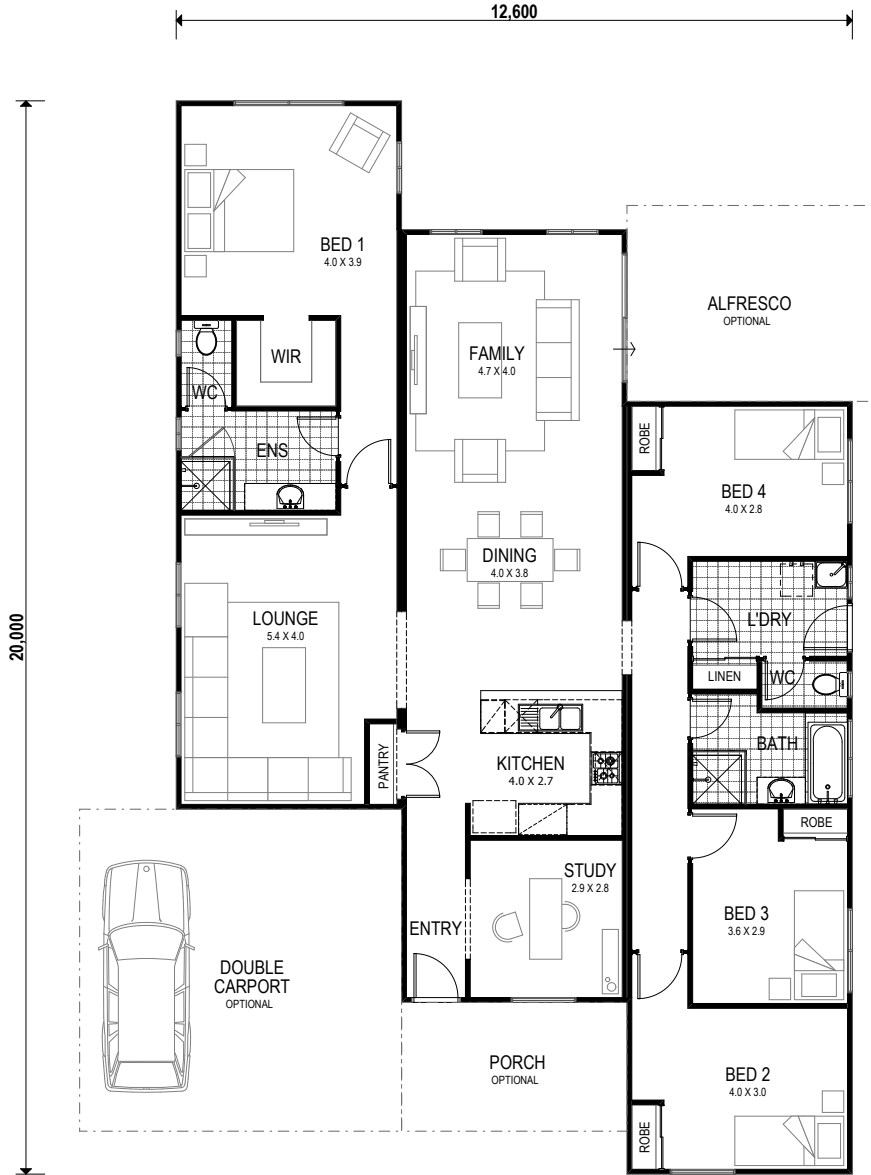 12,600
20,000
BED 1
4.0 X 3.9
WIR
WC
ENS
FAMILY
4.7 X 4.0
ALFRESCO
OPTIONAL
ROBE
BED 4
4.0 X 2.8
DINING
4.0 X 3.8
LOUNGE
5.4 X 4.0
L'DRY
LINEN
WC
BATH
PANTRY
KITCHEN
4.0 X 2.7
ROBE
STUDY
2.9 X 2.8
ENTRY
BED 3
3.6 X 2.9
DOUBLE
CARPORT
OPTIONAL
PORCH
OPTIONAL
BED 2
4.0 X 3.0
ROBE